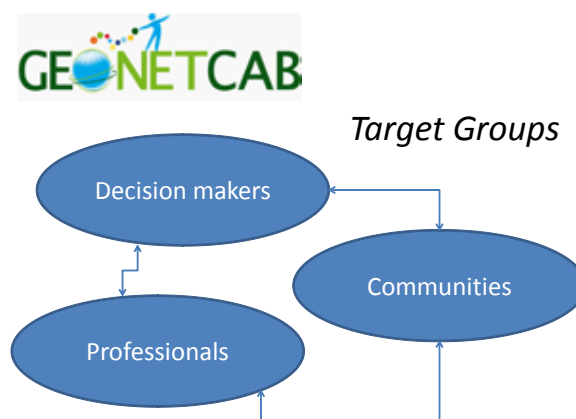 GEONETCAB
Target Groups
Decision makers
Communities
Professionals